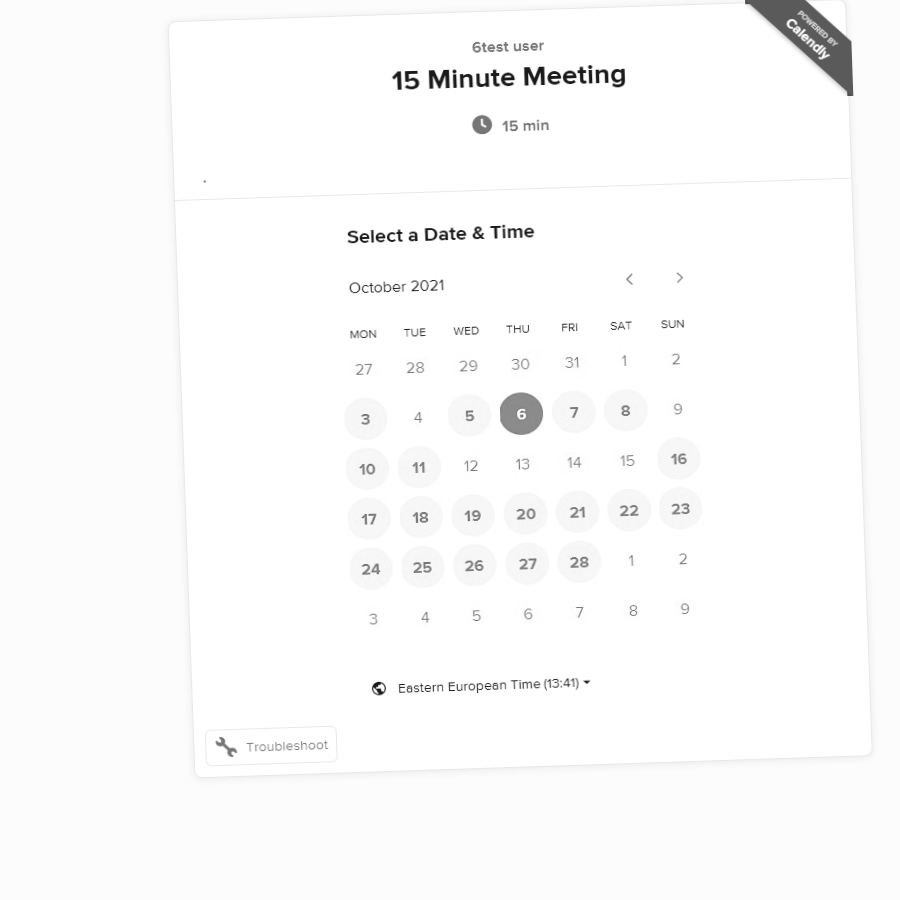 POWERED BY
Calendly
6test user
15 Minute Meeting
15 min
.
Select a Date & Time
October 2021
MON TUE WED THU FRI SAT SUN
27 28 29 30 31 1 2
3 4 5 6 7 8 9
10 11 12 13 14 15 16
17 18 19 20 21 22 23
24 25 26 27 28 1 2
3 4 5 6 7 8 9
Eastern European Time (13:41)
Troubleshoot